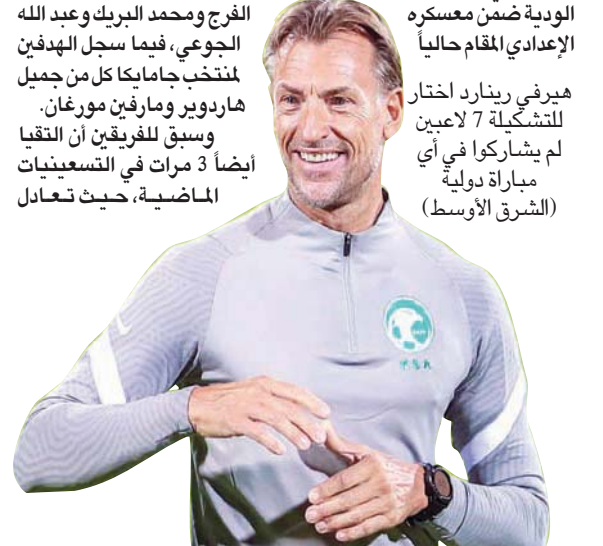 الودية ضمن معسكره
الإعدادي المقام حالياً
هيرفي رينارد اختار
للتشكيلة 7 لاعبين
لم يشاركوا في أي
مباراة دولية
(الشرق الأوسط)
الفرج ومحمد البريك وعبد الله
الجوعي، فيما سجل الهدفين
لمنتخب جامايكا كل من جميل
هاردوير ومارفين مورغان.
وسبق للفريقين أن التقيا
أيضاً 3 مرات في التسعينيات
الماضية، حيث تعادل